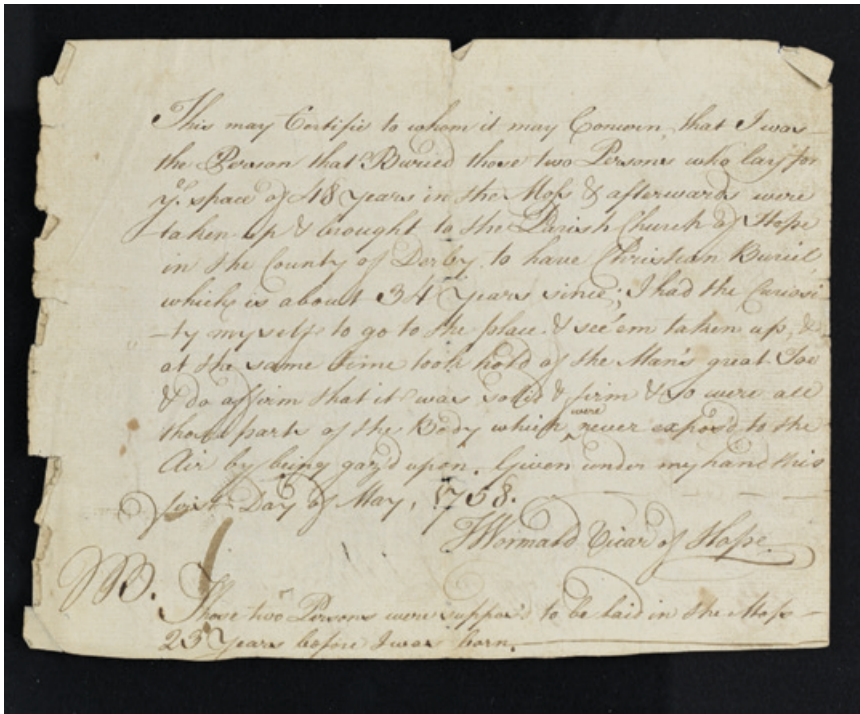 This may Certifie to whom it may Concern, that I was
the Person that Buried those two Persons who lay for
ye. space of 48 Years in the Moss & afterwards were
taken up & brought to the Parish Church of Hope
in the County of Derby to have Christian Buriel,
which is about 34 Years since; I had the Curiosi-
-ty myself to go to the place & see'em taken up, &
at the same time took hold of the Man's great Toe
& do affirm that it was solid & firm & so were all
those parts of the Body which were never expos'd to the
Air by being gaz'd upon. Given under my hand this
first Day of May, 1758.
Wormald Vicar of Hope
NB. Those two Persons were suppos'd to be laid in the Moss
25 Years before I was born.